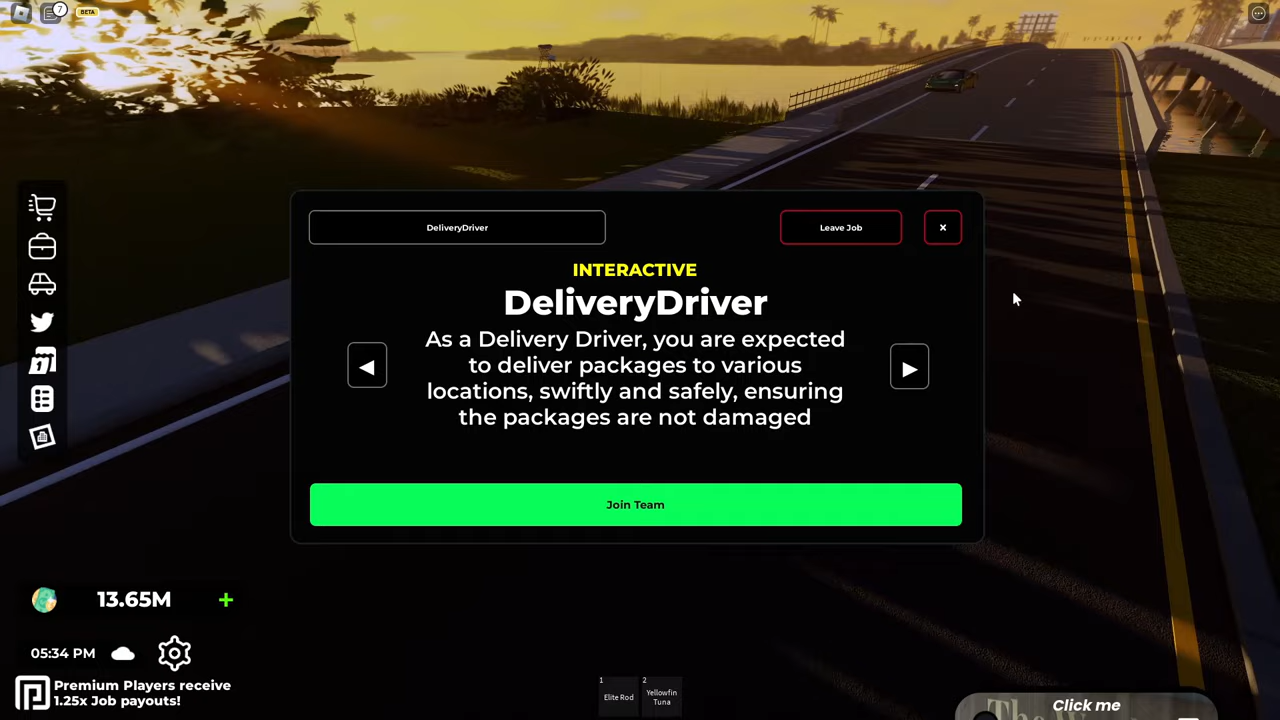 7
BETA
DeliveryDriver
Leave Job
×
INTERACTIVE
DeliveryDriver
As a Delivery Driver, you are expected
to deliver packages to various
locations, swiftly and safely, ensuring
the packages are not damaged
Join Team
13.65M
+
05:34 PM
Premium Players receive
1.25x Job payouts!
1
Elite Rod
2
Yellowfin
Tuna
Click me